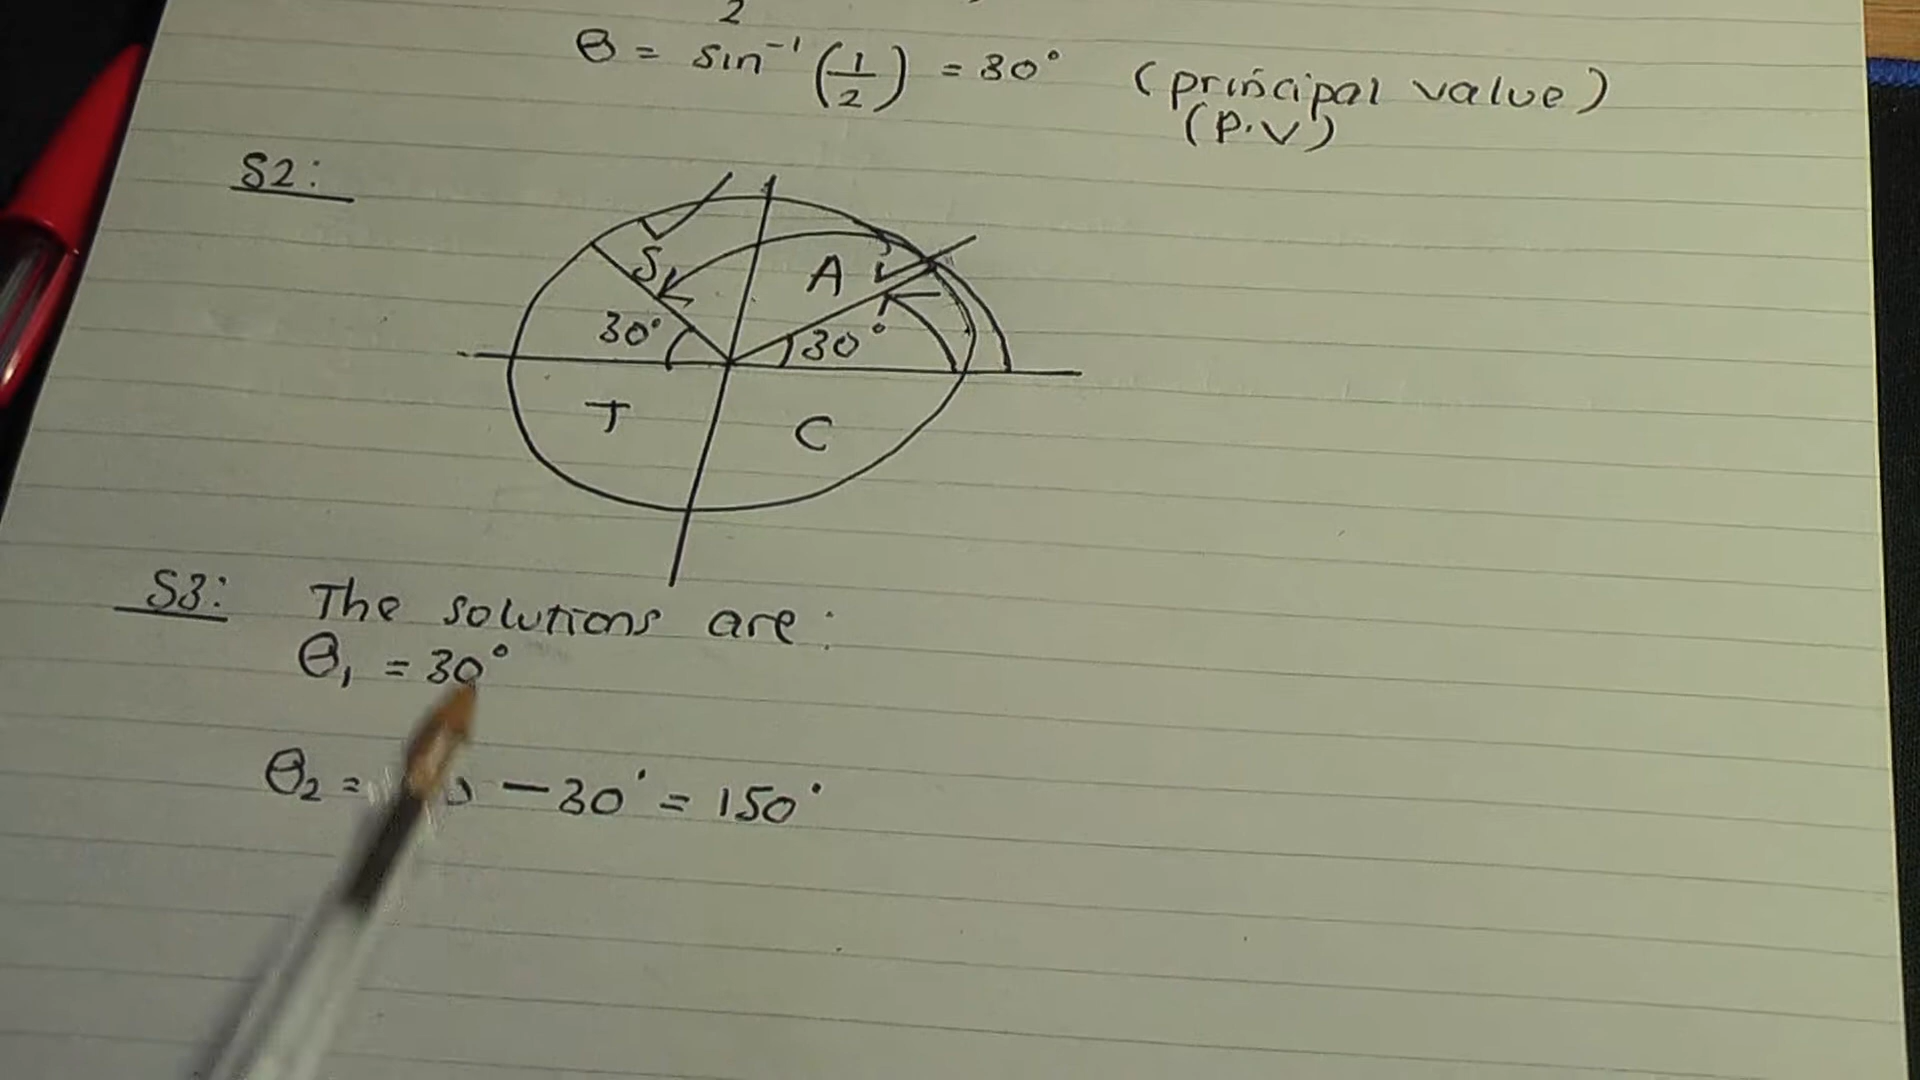 2
θ = sin⁻¹ (1/2) = 30° (principal value)
(P.V)
S2:
S A
30° 30°
T C
S3: The solutions are:
θ₁ = 30°
θ₂ = - 30° = 150°